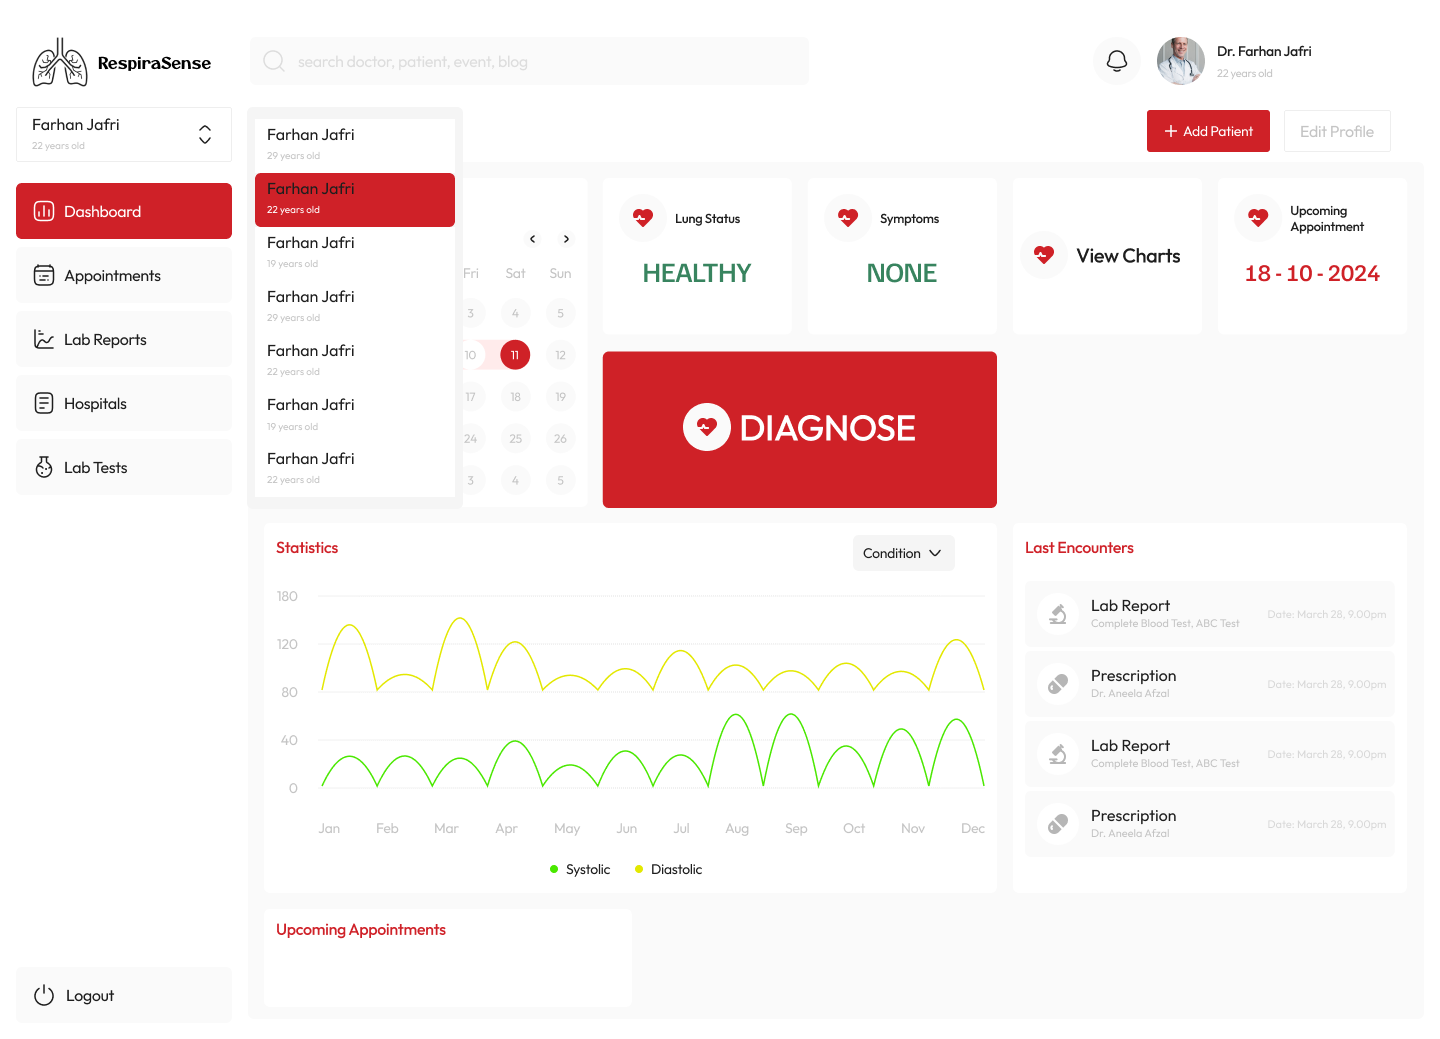 RespiraSense
search doctor, patient, event, blog
Dr. Farhan Jafri
22 years old
Farhan Jafri
22 years old
Add Patient
Edit Profile
Dashboard
Appointments
Lab Reports
Hospitals
Lab Tests
Logout
Farhan Jafri
29 years old
Farhan Jafri
22 years old
Farhan Jafri
19 years old
Farhan Jafri
29 years old
Farhan Jafri
22 years old
Farhan Jafri
19 years old
Farhan Jafri
22 years old
Fri Sat Sun
3 4 5
10 11 12
17 18 19
24 25 26
3 4 5
Lung Status
HEALTHY
Symptoms
NONE
View Charts
Upcoming
Appointment
18 - 10 - 2024
DIAGNOSE
Statistics
Condition
180
120
80
40
0
Jan Feb Mar Apr May Jun Jul Aug Sep Oct Nov Dec
Systolic Diastolic
Last Encounters
Lab Report
Complete Blood Test, ABC Test
Date: March 28, 9.00pm
Prescription
Dr. Aneela Afzal
Date: March 28, 9.00pm
Lab Report
Complete Blood Test, ABC Test
Date: March 28, 9.00pm
Prescription
Dr. Aneela Afzal
Date: March 28, 9.00pm
Upcoming Appointments